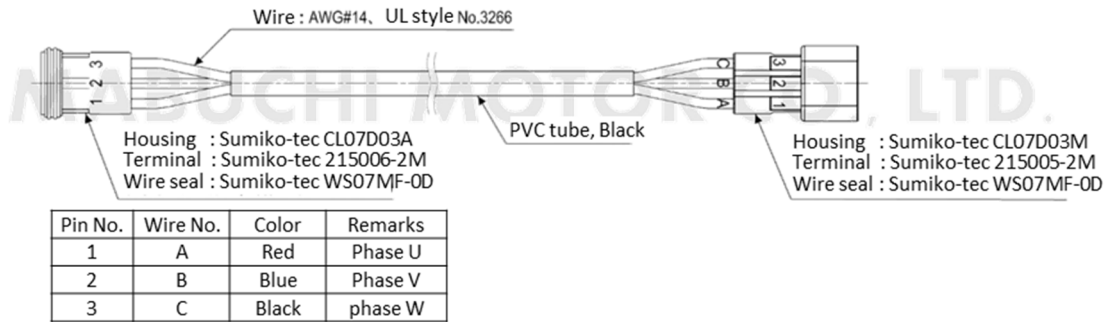 Wire : AWG#14、UL style No.3266
MABUCHI MOTOR CO., LTD.
3
2
1
C
B
A
3
2
1
PVC tube, Black
Housing : Sumiko-tec CL07D03A
Terminal : Sumiko-tec 215006-2M
Wire seal : Sumiko-tec WS07MF-0D
Housing : Sumiko-tec CL07D03M
Terminal : Sumiko-tec 215005-2M
Wire seal : Sumiko-tec WS07MF-0D
Pin No. Wire No. Color Remarks
1 A Red Phase U
2 B Blue Phase V
3 C Black phase W